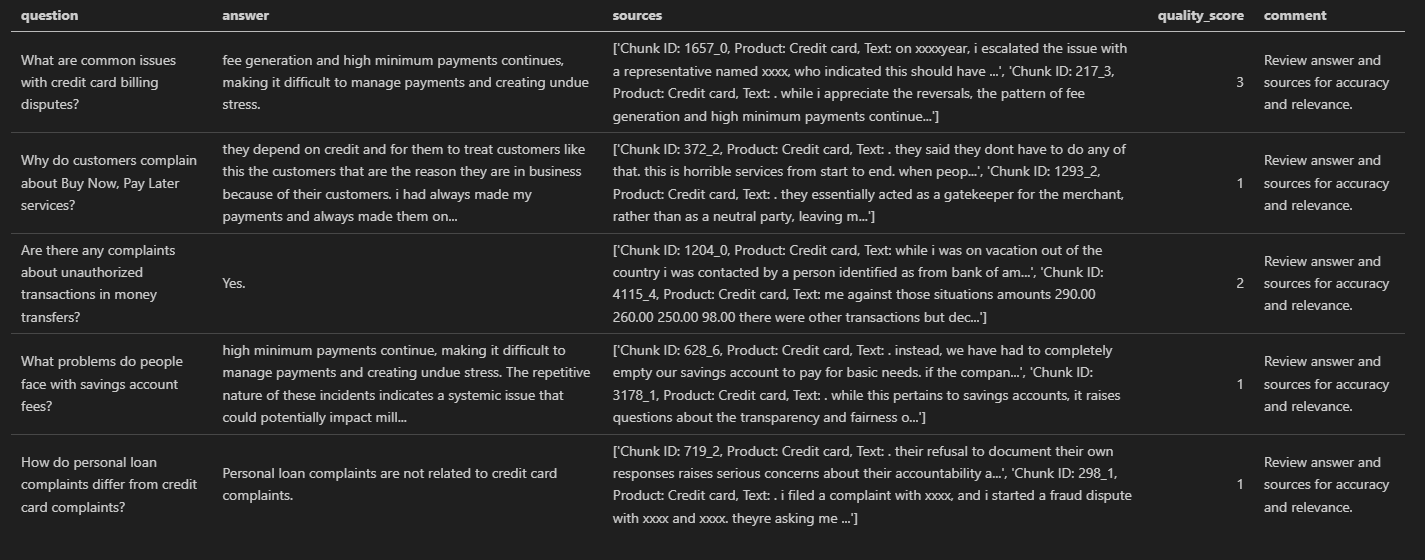 question answer sources quality_score comment
What are common issues
with credit card billing
disputes?
fee generation and high minimum payments continues,
making it difficult to manage payments and creating undue
stress.
['Chunk ID: 1657_0, Product: Credit card, Text: on xxxxyear, i escalated the issue with
a representative named xxxx, who indicated this should have ...', 'Chunk ID: 217_3,
Product: Credit card, Text: . while i appreciate the reversals, the pattern of fee
generation and high minimum payments continue...']
3
Review answer and
sources for accuracy
and relevance.
Why do customers complain
about Buy Now, Pay Later
services?
they depend on credit and for them to treat customers like
this the customers that are the reason they are in business
because of their customers. i had always made my
payments and always made them on...
['Chunk ID: 372_2, Product: Credit card, Text: . they said they dont have to do any of
that. this is horrible services from start to end. when peop...', 'Chunk ID: 1293_2,
Product: Credit card, Text: . they essentially acted as a gatekeeper for the merchant,
rather than as a neutral party, leaving m...']
1
Review answer and
sources for accuracy
and relevance.
Are there any complaints
about unauthorized
transactions in money
transfers?
Yes.
['Chunk ID: 1204_0, Product: Credit card, Text: while i was on vacation out of the
country i was contacted by a person identified as from bank of am...', 'Chunk ID:
4115_4, Product: Credit card, Text: me against those situations amounts 290.00
260.00 250.00 98.00 there were other transactions but dec...']
2
Review answer and
sources for accuracy
and relevance.
What problems do people
face with savings account
fees?
high minimum payments continue, making it difficult to
manage payments and creating undue stress. The repetitive
nature of these incidents indicates a systemic issue that
could potentially impact mill...
['Chunk ID: 628_6, Product: Credit card, Text: . instead, we have had to completely
empty our savings account to pay for basic needs. if the compan...', 'Chunk ID:
3178_1, Product: Credit card, Text: . while this pertains to savings accounts, it raises
questions about the transparency and fairness o...']
1
Review answer and
sources for accuracy
and relevance.
How do personal loan
complaints differ from credit
card complaints?
Personal loan complaints are not related to credit card
complaints.
['Chunk ID: 719_2, Product: Credit card, Text: . their refusal to document their own
responses raises serious concerns about their accountability a...', 'Chunk ID: 298_1,
Product: Credit card, Text: . i filed a complaint with xxxx, and i started a fraud dispute
with xxxx and xxxx. theyre asking me ...']
1
Review answer and
sources for accuracy
and relevance.